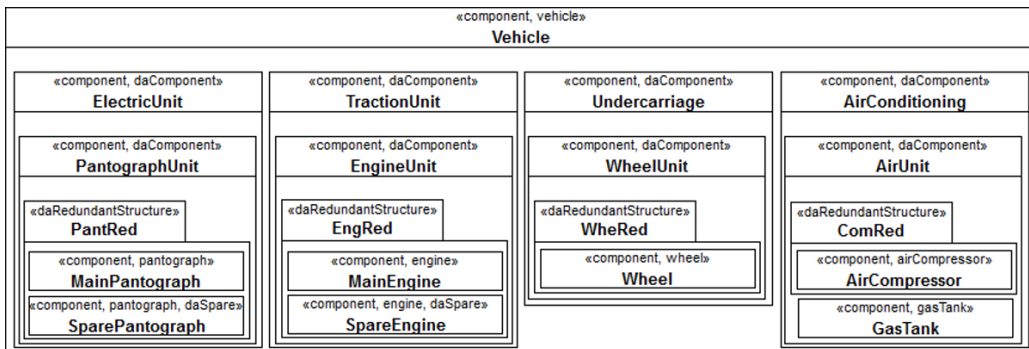 «component, vehicle»
Vehicle
«component, daComponent»
ElectricUnit
«component, daComponent»
PantographUnit
«daRedundantStructure»
PantRed
«component, pantograph»
MainPantograph
«component, pantograph, daSpare»
SparePantograph
«component, daComponent»
TractionUnit
«component, daComponent»
EngineUnit
«daRedundantStructure»
EngRed
«component, engine»
MainEngine
«component, engine, daSpare»
SpareEngine
«component, daComponent»
Undercarriage
«component, daComponent»
WheelUnit
«daRedundantStructure»
WheRed
«component, wheel»
Wheel
«component, daComponent»
AirConditioning
«component, daComponent»
AirUnit
«daRedundantStructure»
ComRed
«component, airCompressor»
AirCompressor
«component, gasTank»
GasTank